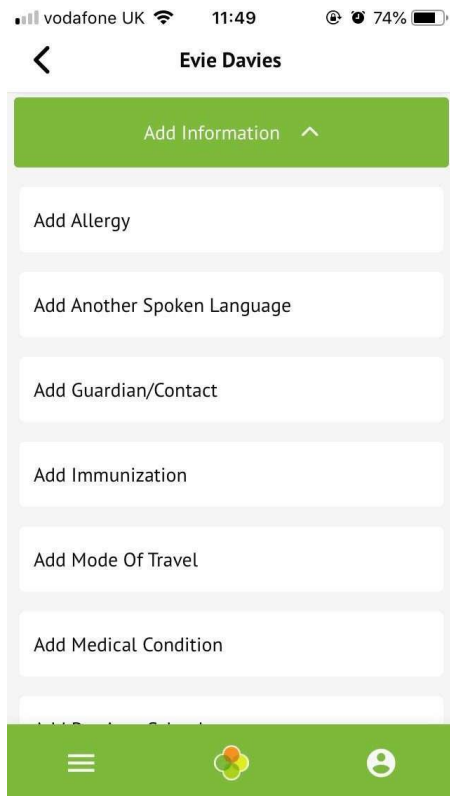 vodafone UK 11:49 74%
Evie Davies
Add Information
Add Allergy
Add Another Spoken Language
Add Guardian/Contact
Add Immunization
Add Mode Of Travel
Add Medical Condition